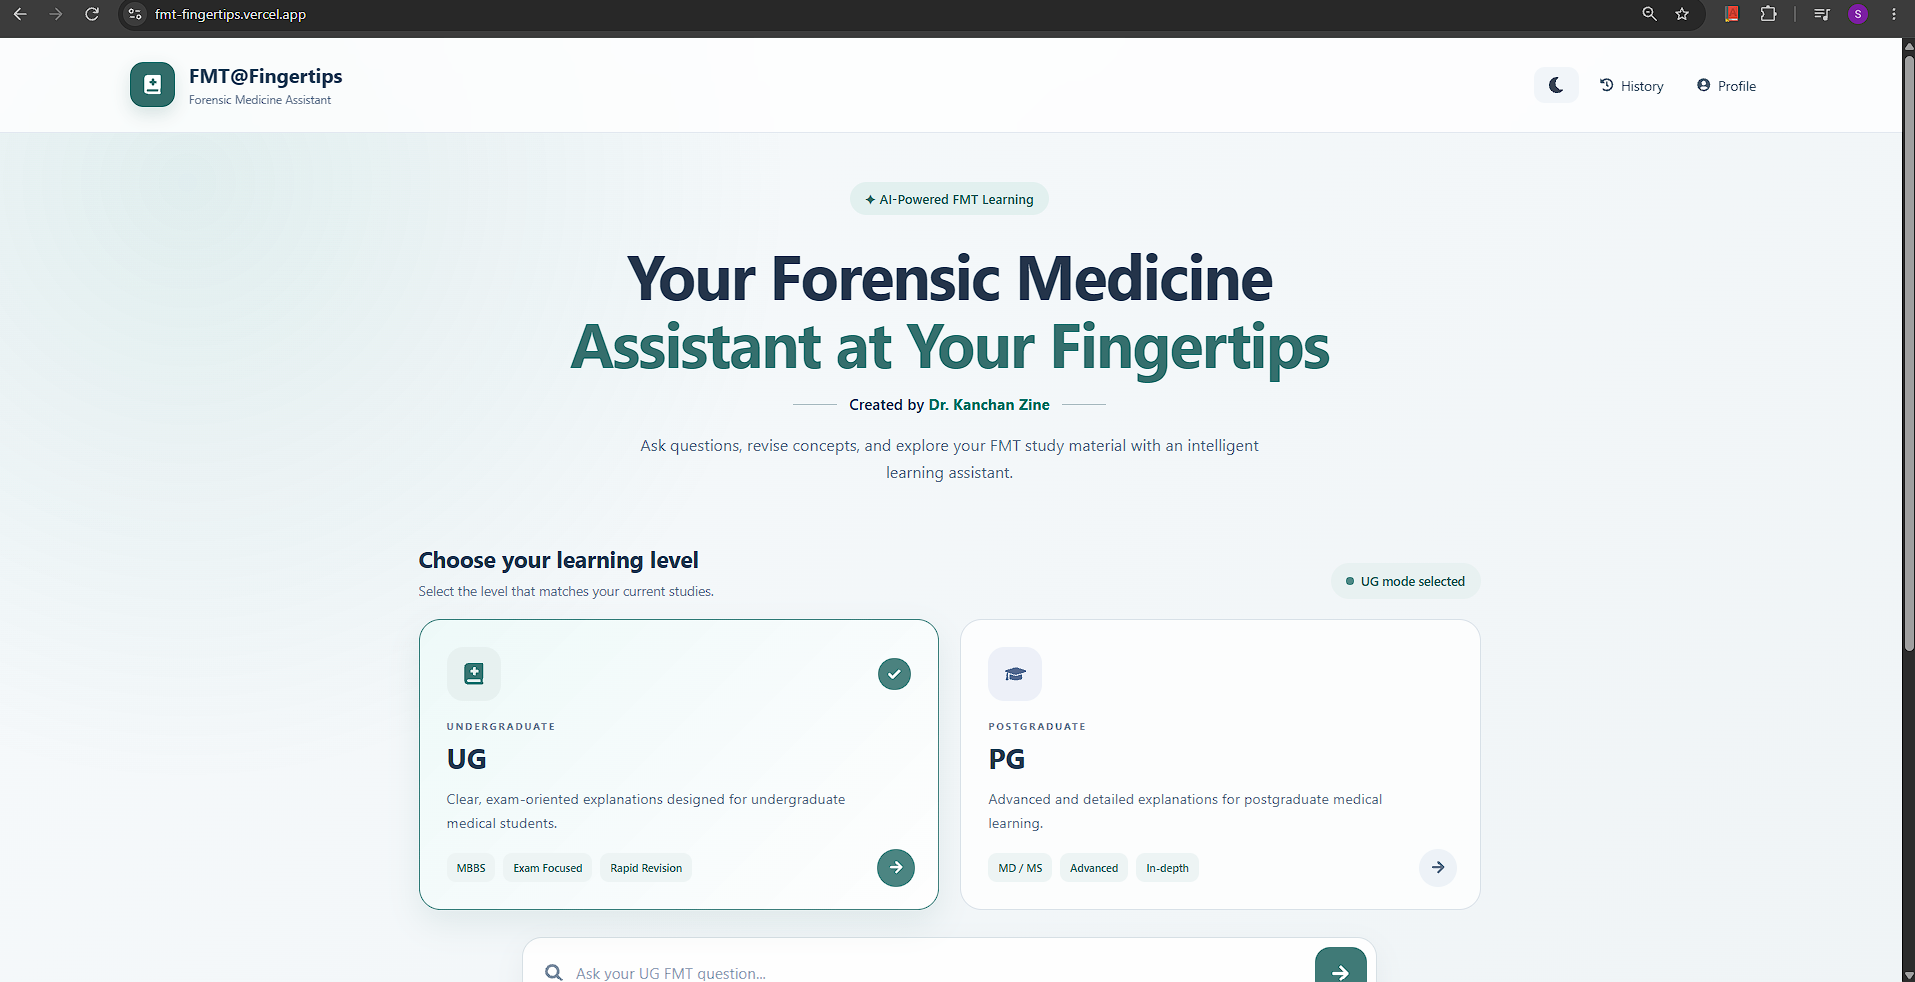 fmt-fingertips.vercel.app
S
FMT@Fingertips
Forensic Medicine Assistant
History
Profile
AI-Powered FMT Learning
Your Forensic Medicine
Assistant at Your Fingertips
Created by Dr. Kanchan Zine
Ask questions, revise concepts, and explore your FMT study material with an intelligent
learning assistant.
Choose your learning level
Select the level that matches your current studies.
UG mode selected
UNDERGRADUATE
UG
Clear, exam-oriented explanations designed for undergraduate
medical students.
MBBS
Exam Focused
Rapid Revision
POSTGRADUATE
PG
Advanced and detailed explanations for postgraduate medical
learning.
MD / MS
Advanced
In-depth
Ask your UG FMT question...